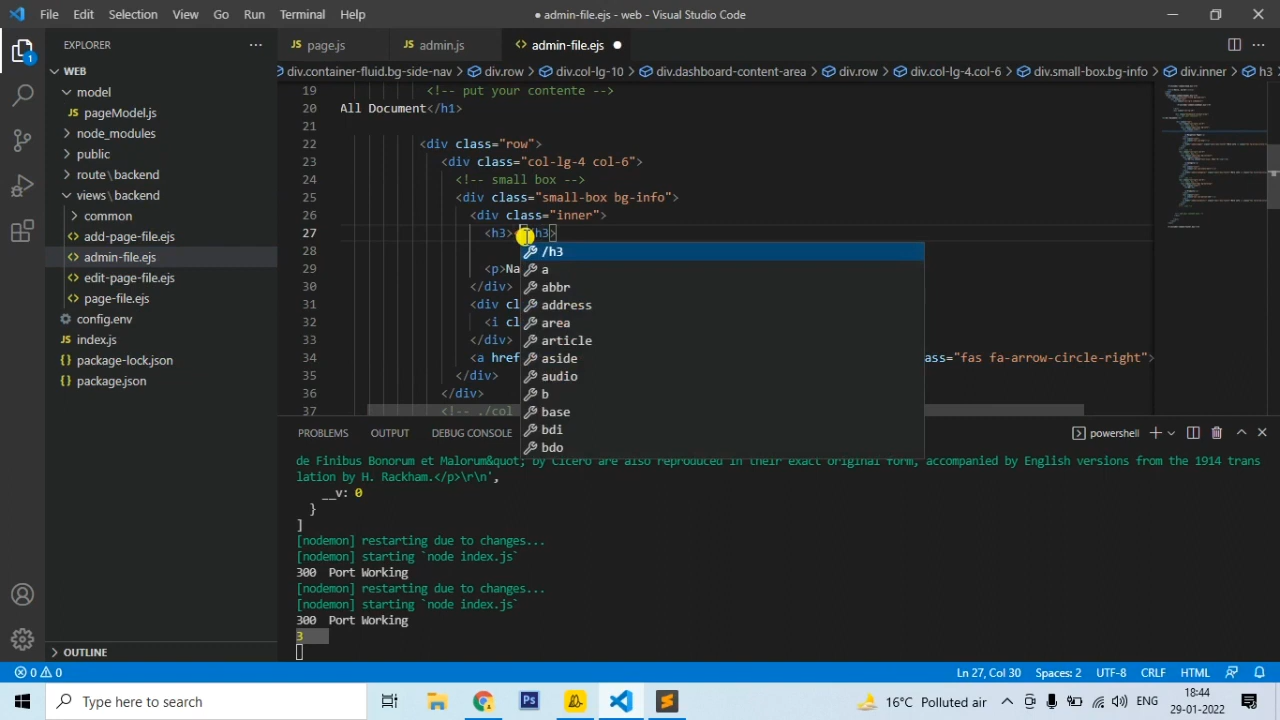 File Edit Selection View Go Run Terminal Help
● admin-file.ejs - web - Visual Studio Code
EXPLORER
page.js admin.js admin-file.ejs
WEB
model
pageModel.js
node_modules
public
route\backend
views\backend
common
add-page-file.ejs
admin-file.ejs
edit-page-file.ejs
page-file.ejs
config.env
index.js
package-lock.json
package.json
OUTLINE
div.container-fluid.bg-side-nav > div.row > div.col-lg-10 > div.dashboard-content-area > div.row > div.col-lg-4.col-6 > div.small-box.bg-info > div.inner > h3
19 <!-- put your contente -->
20 All Document</h1>
21
22 <div class="row">
23 <div class="col-lg-4 col-6">
24 <!-- small box -->
25 <div class="small-box bg-info">
26 <div class="inner">
27 <h3>< /h3
28
29 <p>Na
30 </div>
31 <div cl
32 <i cl
33 </div>
34 <a href ass="fas fa-arrow-circle-right">
35 </div>
36 </div>
37 <!-- ./col
/h3
a
abbr
address
area
article
aside
audio
b
base
bdi
bdo
PROBLEMS OUTPUT DEBUG CONSOLE
powershell
de Finibus Bonorum et Malorum&quot; by Cicero are also reproduced in their exact original form, accompanied by English versions from the 1914 trans
lation by H. Rackham.</p>\r\n',
__v: 0
}
]
[nodemon] restarting due to changes...
[nodemon] starting `node index.js`
300 Port Working
[nodemon] restarting due to changes...
[nodemon] starting `node index.js`
300 Port Working
3
0 0
Ln 27, Col 30 Spaces: 2 UTF-8 CRLF HTML
Type here to search
16°C Polluted air ENG
18:44
29-01-2022